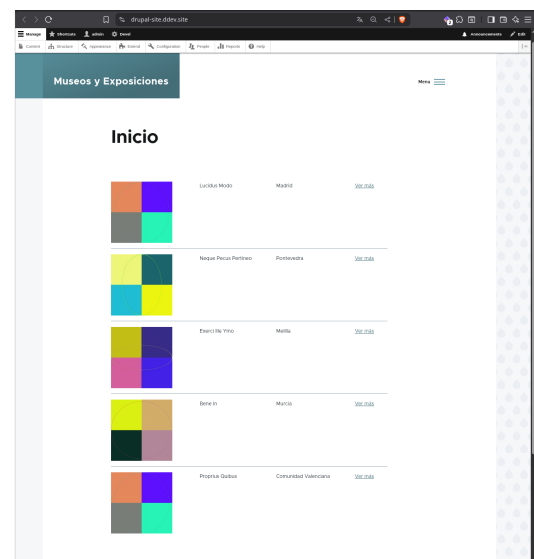 drupal-site.ddev.site
Manage Shortcuts admin Devel Announcements Edit
Content Structure Appearance Extend Configuration People Reports Help
Museos y Exposiciones
Menu
Inicio
Lucidus Modo Madrid Ver más
Neque Pecus Pertineo Pontevedra Ver más
Exerci Ille Ymo Melilla Ver más
Bene In Murcia Ver más
Proprius Quibus Comunidad Valenciana Ver más